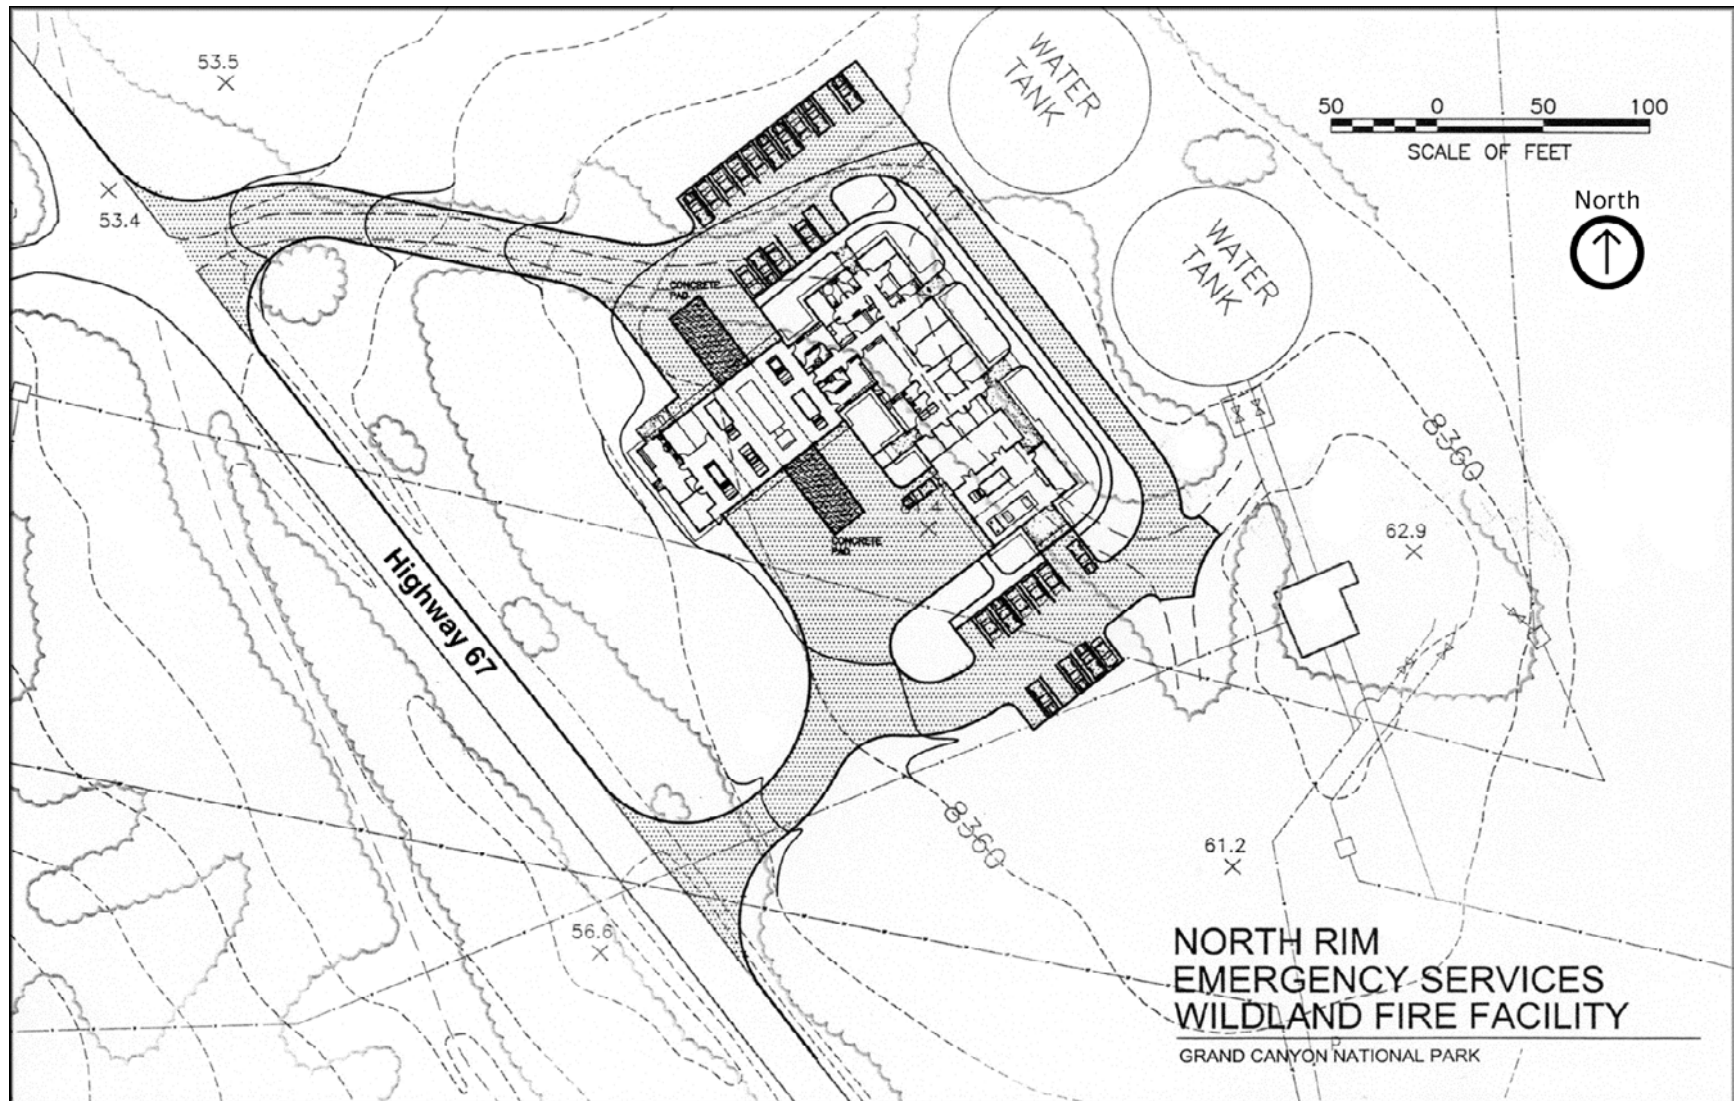 53.5
WATER
TANK
50 0 50 100
SCALE OF FEET
53.4
North
WATER
TANK
CONCRETE
PAD
8360
62.9
CONCRETE
PAD
Highway 67
8360
61.2
56.6
NORTH RIM
EMERGENCY SERVICES
WILDLAND FIRE FACILITY
GRAND CANYON NATIONAL PARK
P